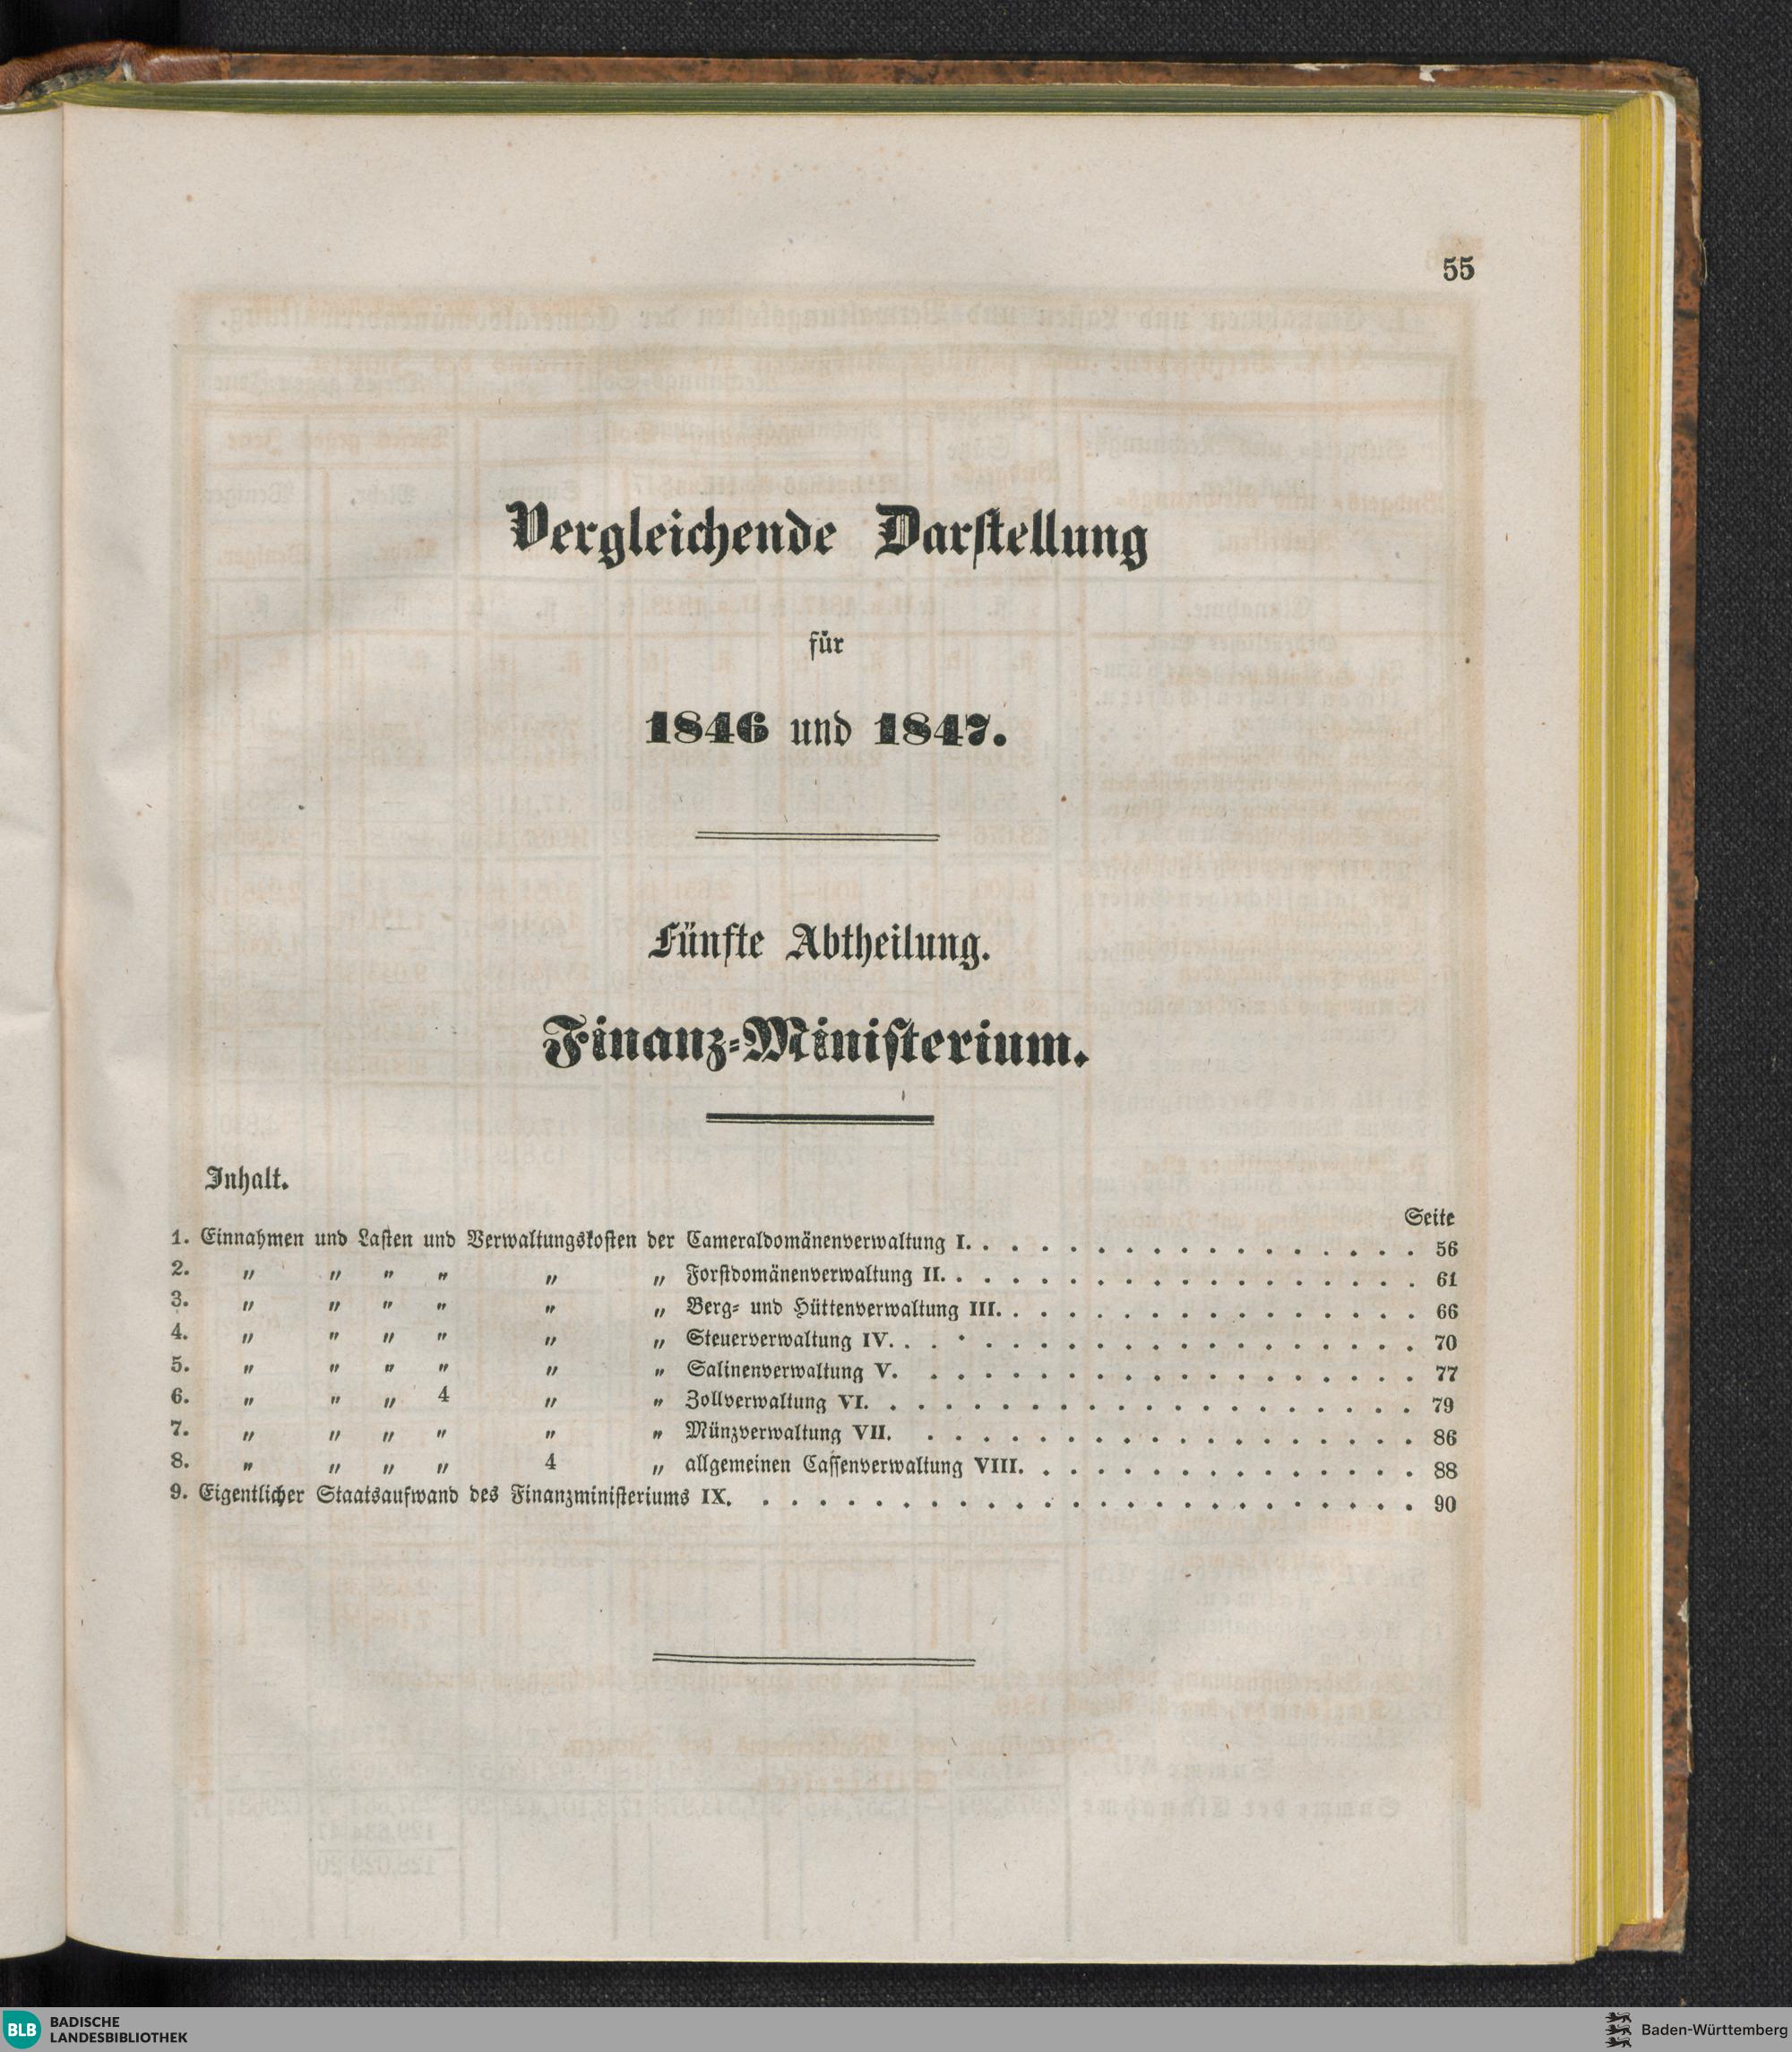 55
Vergleichende Darstellung
für
1846 und 1847.
Fünfte Abtheilung.
Finanz-Ministerium.
Inhalt.
Seite
1. Einnahmen und Lasten und Verwaltungskosten der Cameraldomänenverwaltung I. . . . . . . . . . . . . . . . . . 56
2. „ „ „ „ „ „ Forstdomänenverwaltung II. . . . . . . . . . . . . . . . . . . 61
3. „ „ „ „ „ „ Berg- und Hüttenverwaltung III. . . . . . . . . . . . . . . . . 66
4. „ „ „ „ „ „ Steuerverwaltung IV. . . . . . . . . . . . . . . . . . . . 70
5. „ „ „ „ „ „ Salinenverwaltung V. . . . . . . . . . . . . . . . . . . . 77
6. „ „ „ 4 „ „ Zollverwaltung VI. . . . . . . . . . . . . . . . . . . . . 79
7. „ „ „ „ „ „ Münzverwaltung VII. . . . . . . . . . . . . . . . . . . 86
8. „ „ „ „ 4 „ allgemeinen Cassenverwaltung VIII. . . . . . . . . . . . . . . 88
9. Eigentlicher Staatsaufwand des Finanzministeriums IX. . . . . . . . . . . . . . . . . . . . . . . . . 90
BLB BADISCHE
LANDESBIBLIOTHEK
Baden-Württemberg